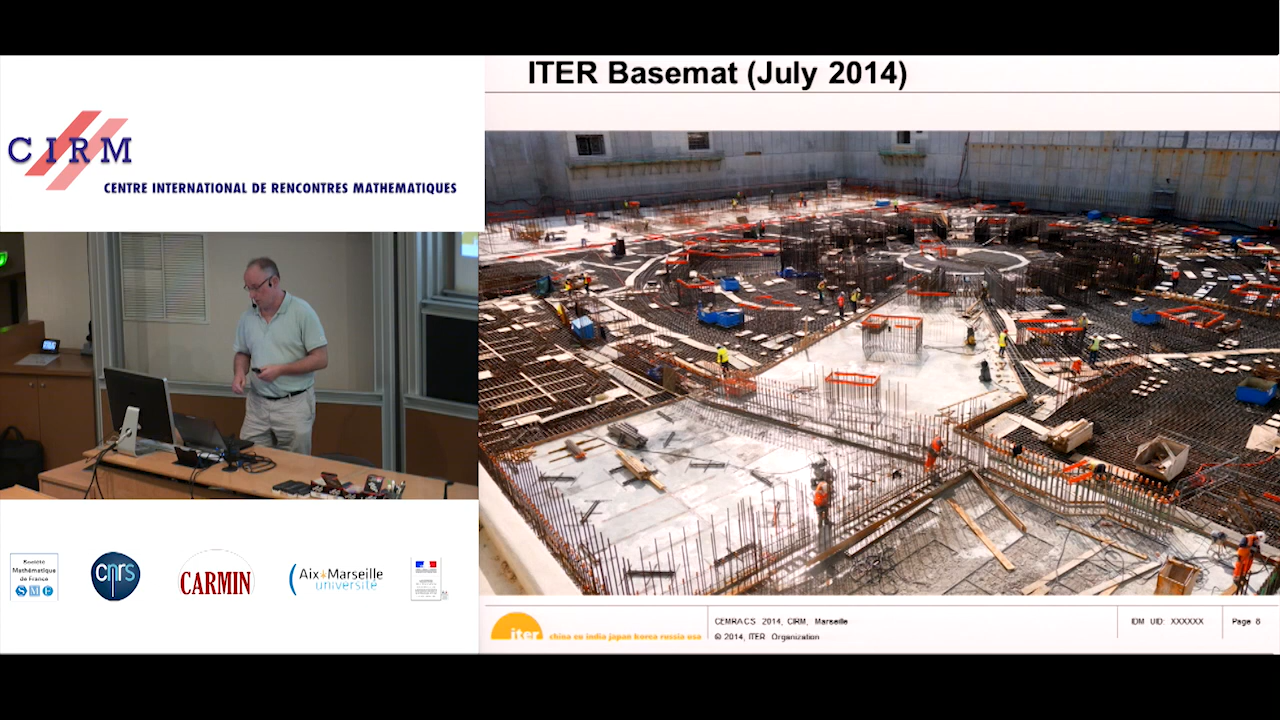 ITER Basemat (July 2014)
CIRM
CENTRE INTERNATIONAL DE RENCONTRES MATHEMATIQUES
Société
Mathématique
de France
SMF
cnrs
CARMIN
Aix*Marseille
université
iter
china eu india japan korea russia usa
CEMRACS 2014, CIRM, Marseille
© 2014, ITER Organization
IDM UID: XXXXXX
Page 8